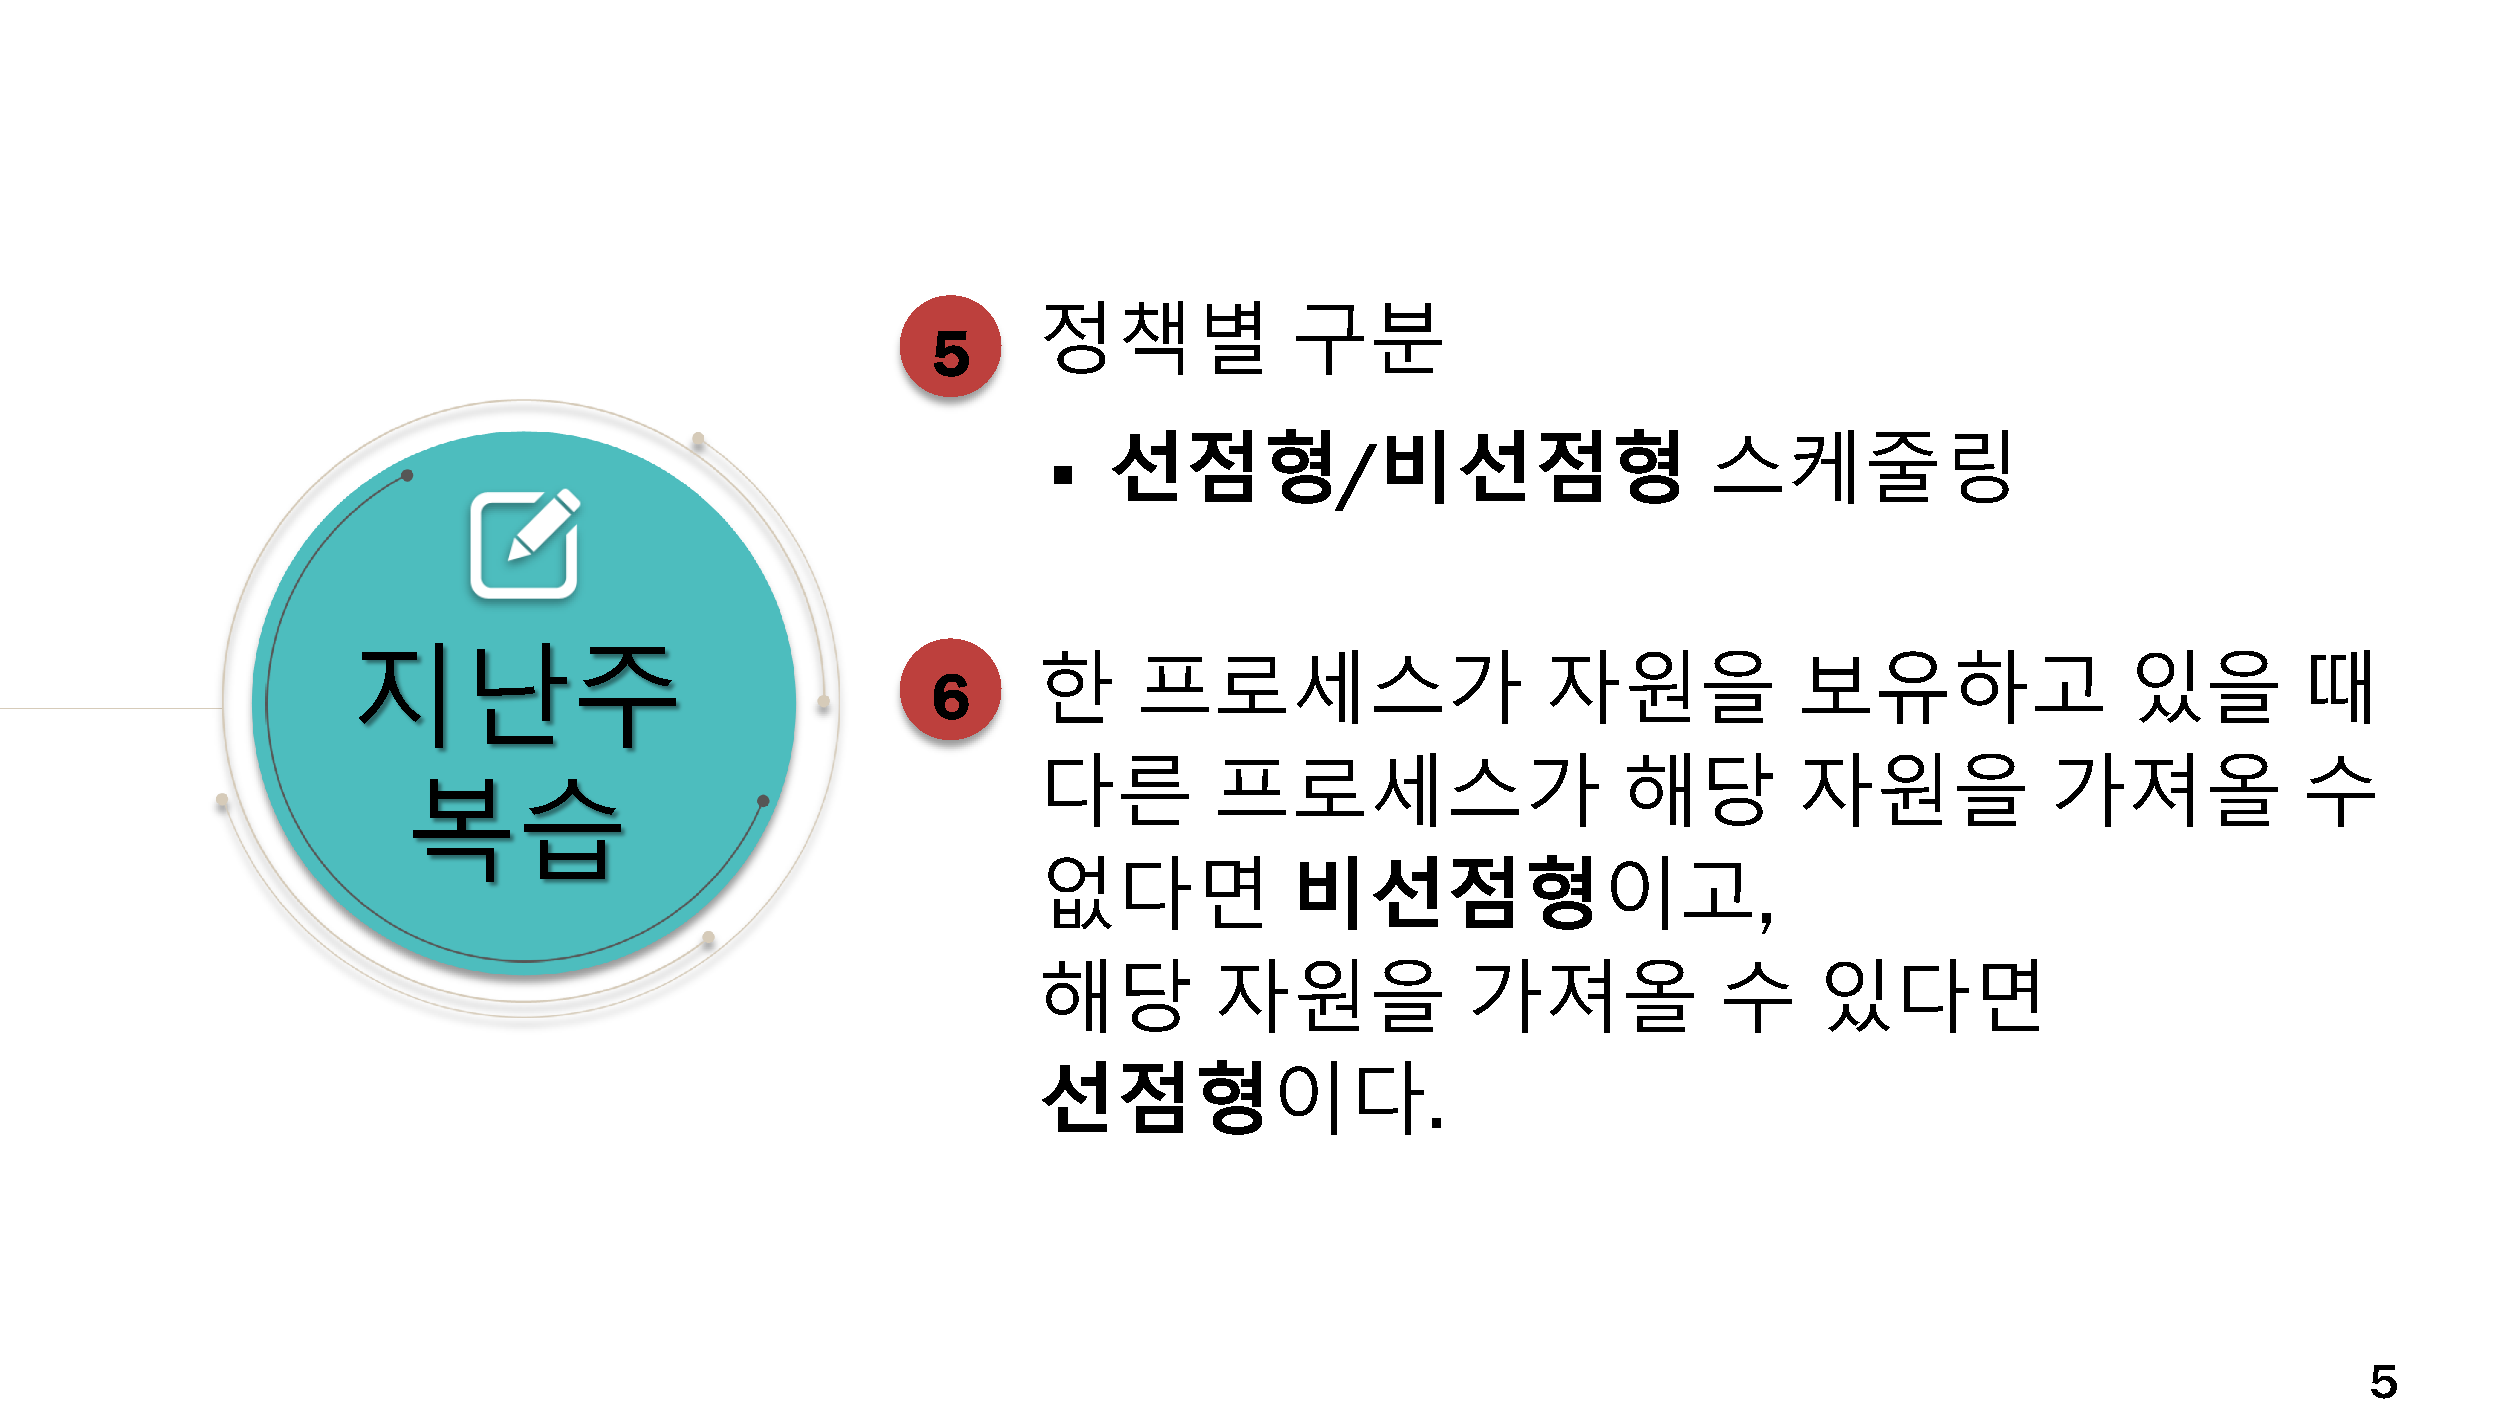 지난주
복습
5 정책별 구분
▪ 선점형/비선점형 스케줄링
6 한 프로세스가 자원을 보유하고 있을 때
다른 프로세스가 해당 자원을 가져올 수
없다면 비선점형이고,
해당 자원을 가져올 수 있다면
선점형이다.
5